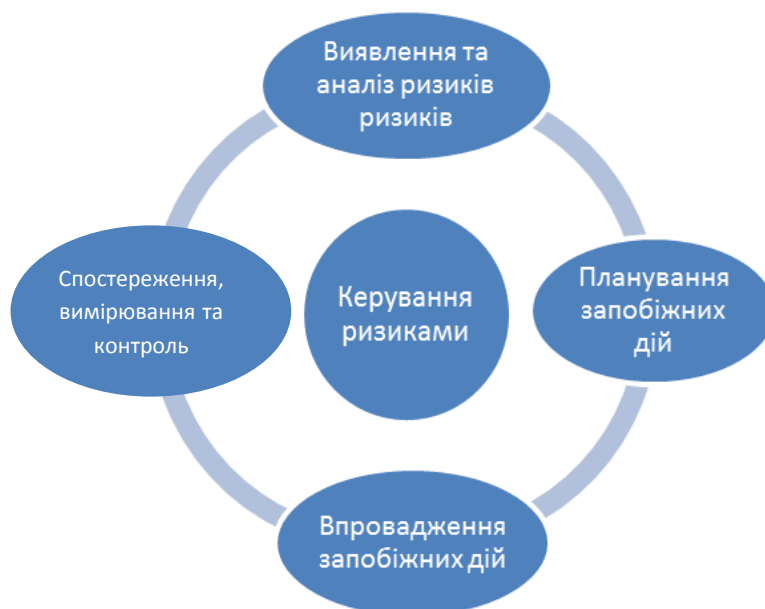 Виявлення та
аналіз ризиків
ризиків
Спостереження,
вимірювання та
контроль
Керування
ризиками
Планування
запобіжних
дій
Впровадження
запобіжних дій